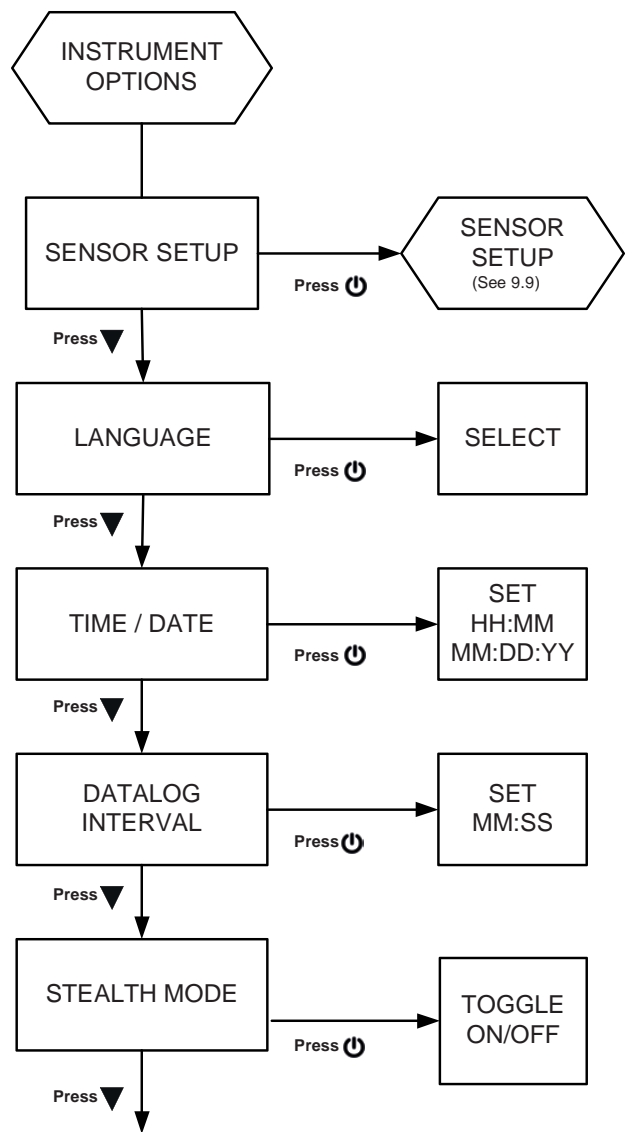 INSTRUMENT
OPTIONS
SENSOR SETUP
Press
SENSOR
SETUP
(See 9.9)
Press
LANGUAGE
Press
SELECT
Press
TIME / DATE
Press
SET
HH:MM
MM:DD:YY
Press
DATALOG
INTERVAL
Press
SET
MM:SS
Press
STEALTH MODE
Press
TOGGLE
ON/OFF
Press